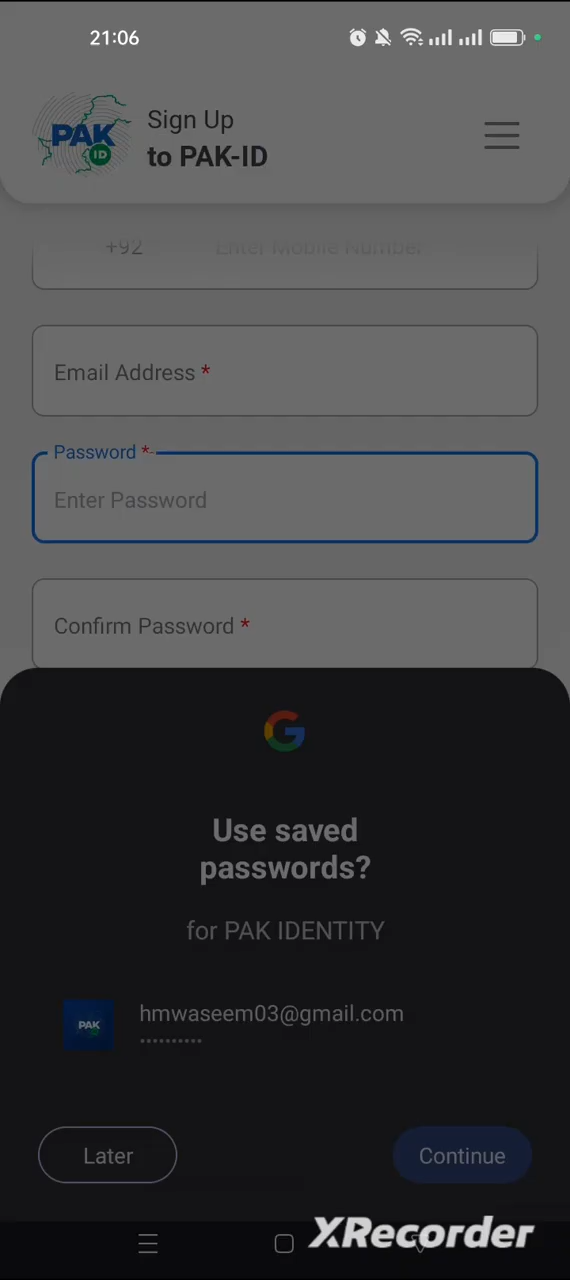 21:06
PAK
ID
Sign Up
to PAK-ID
+92 Enter Mobile Number
Email Address *
Password *
Enter Password
Confirm Password *
G
Use saved
passwords?
for PAK IDENTITY
PAK
hmwaseem03@gmail.com
••••••••••
Later
Continue
XRecorder